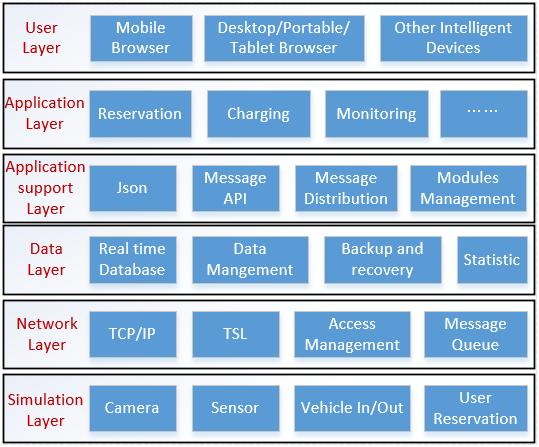 User
Layer
Mobile
Browser
Desktop/Portable/
Tablet Browser
Other Intelligent
Devices
Application
Layer
Reservation
Charging
Monitoring
……
Application
support
Layer
Json
Message
API
Message
Distribution
Modules
Management
Data
Layer
Real time
Database
Data
Mangement
Backup and
recovery
Statistic
Network
Layer
TCP/IP
TSL
Access
Management
Message
Queue
Simulation
Layer
Camera
Sensor
Vehicle In/Out
User
Reservation